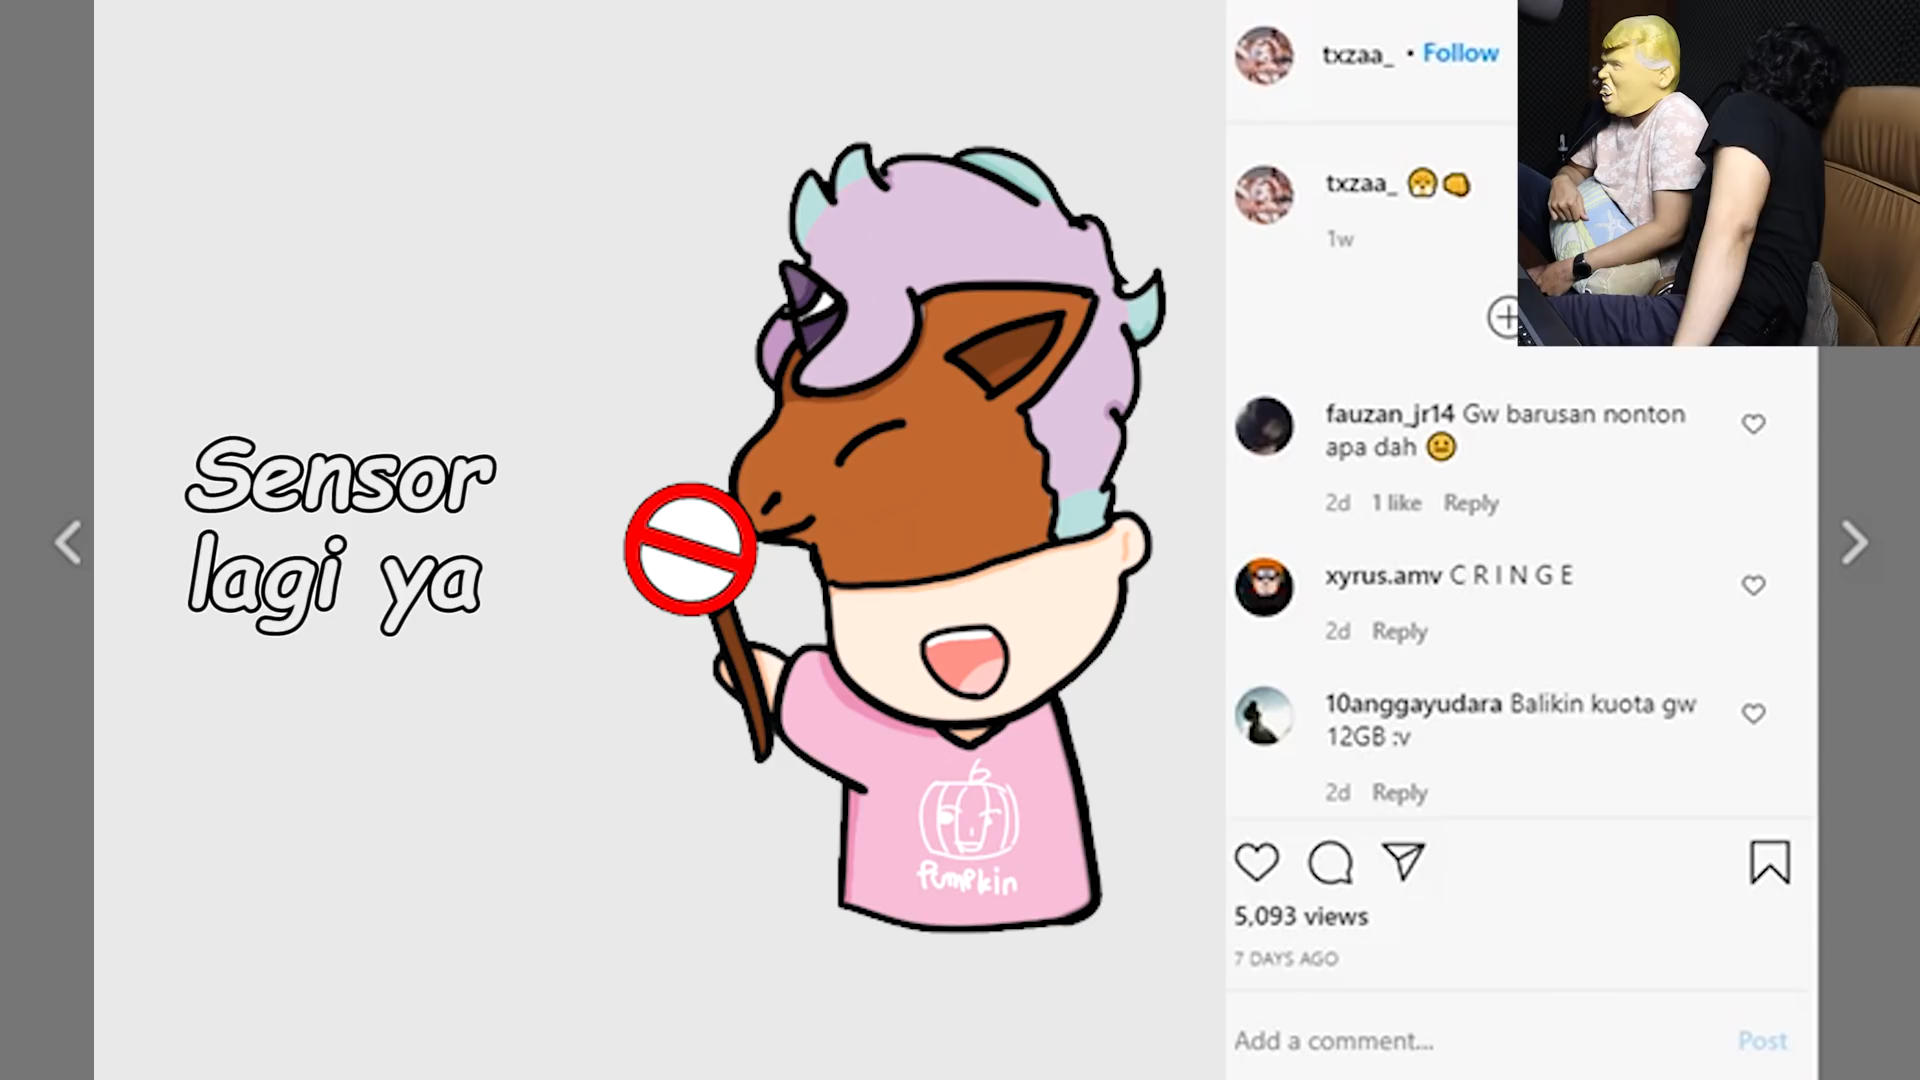 Sensor
lagi ya
Pumpkin
txzaa_ • Follow
txzaa_
1w
fauzan_jr14 Gw barusan nonton
apa dah
2d 1 like Reply
xyrus.amv C R I N G E
2d Reply
10anggayudara Balikin kuota gw
12GB :v
2d Reply
5,093 views
7 DAYS AGO
Add a comment... Post